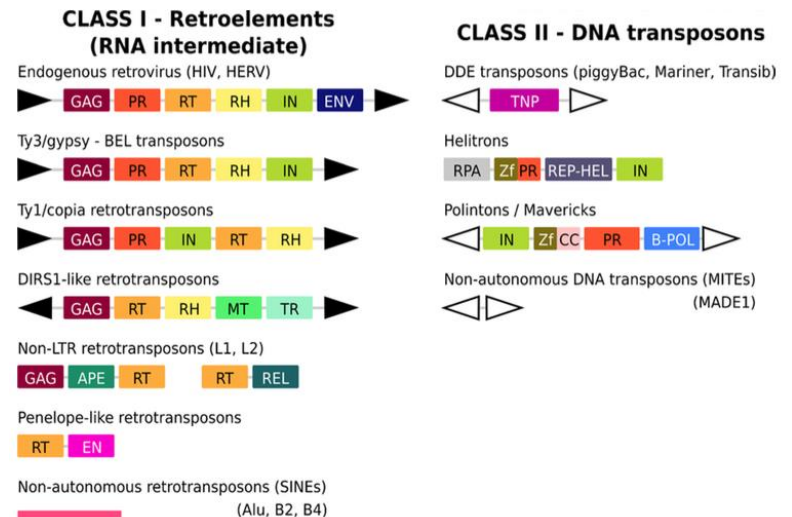 CLASS I - Retroelements
(RNA intermediate)
Endogenous retrovirus (HIV, HERV)
GAG PR RT RH IN ENV
Ty3/gypsy - BEL transposons
GAG PR RT RH IN
Ty1/copia retrotransposons
GAG PR IN RT RH
DIRS1-like retrotransposons
GAG RT RH MT TR
Non-LTR retrotransposons (L1, L2)
GAG APE RT RT REL
Penelope-like retrotransposons
RT EN
Non-autonomous retrotransposons (SINEs)
(Alu, B2, B4)
CLASS II - DNA transposons
DDE transposons (piggyBac, Mariner, Transib)
TNP
Helitrons
RPA Zf PR REP-HEL IN
Polintons / Mavericks
IN Zf CC PR B-POL
Non-autonomous DNA transposons (MITEs)
(MADE1)